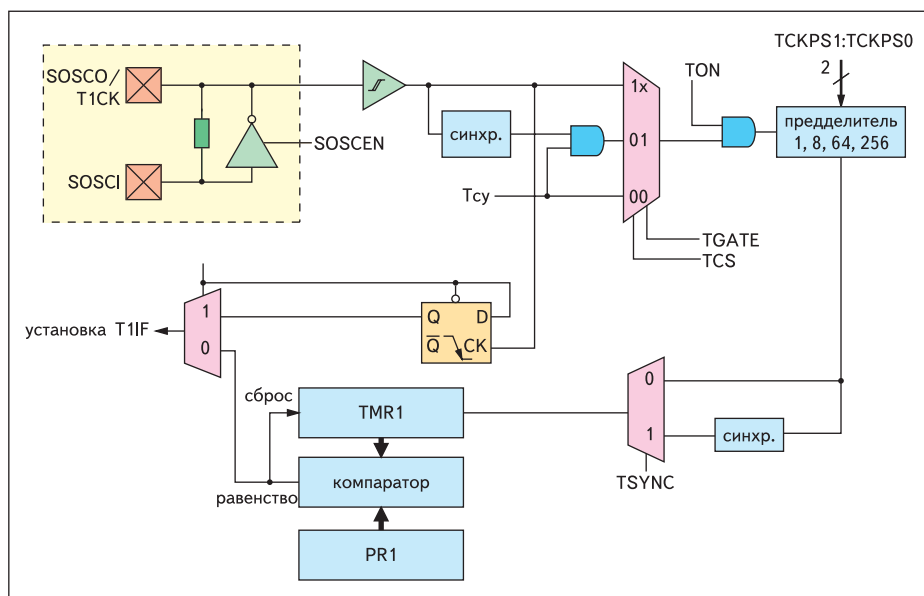 TCKPS1:TCKPS0
2
SOSCO/
T1CK
TON
1x
предделитель
1, 8, 64, 256
синхр.
SOSCEN
01
SOSCI
Tcy
00
TGATE
TCS
1
Q D
установка T1IF
Q CK
0
сброс
0
TMR1
1
синхр.
TSYNC
компаратор
равенство
PR1